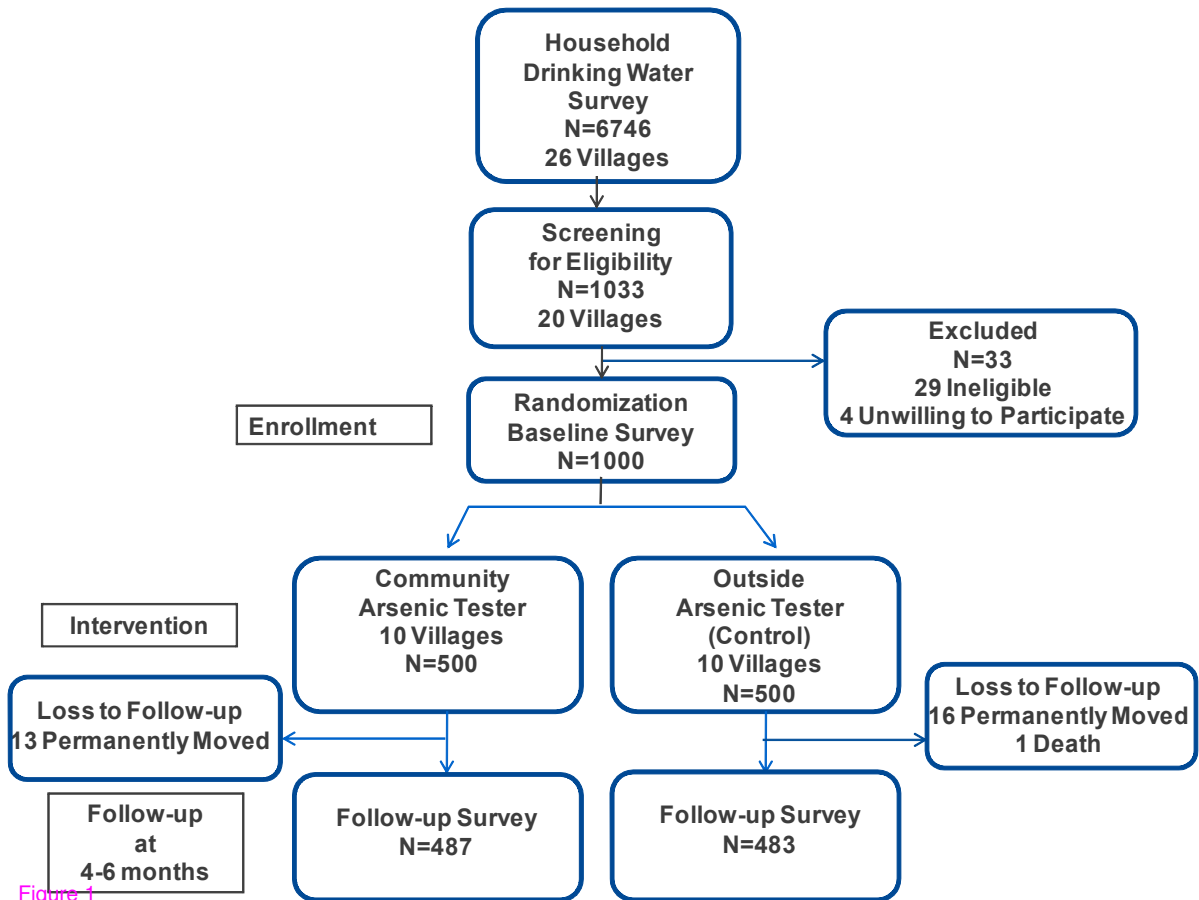 Household
Drinking Water
Survey
N=6746
26 Villages
Screening
for Eligibility
N=1033
20 Villages
Excluded
N=33
29 Ineligible
4 Unwilling to Participate
Enrollment
Randomization
Baseline Survey
N=1000
Intervention
Community
Arsenic Tester
10 Villages
N=500
Outside
Arsenic Tester
(Control)
10 Villages
N=500
Loss to Follow-up
13 Permanently Moved
Loss to Follow-up
16 Permanently Moved
1 Death
Follow-up
at
4-6 months
Follow-up Survey
N=487
Follow-up Survey
N=483
Figure 1